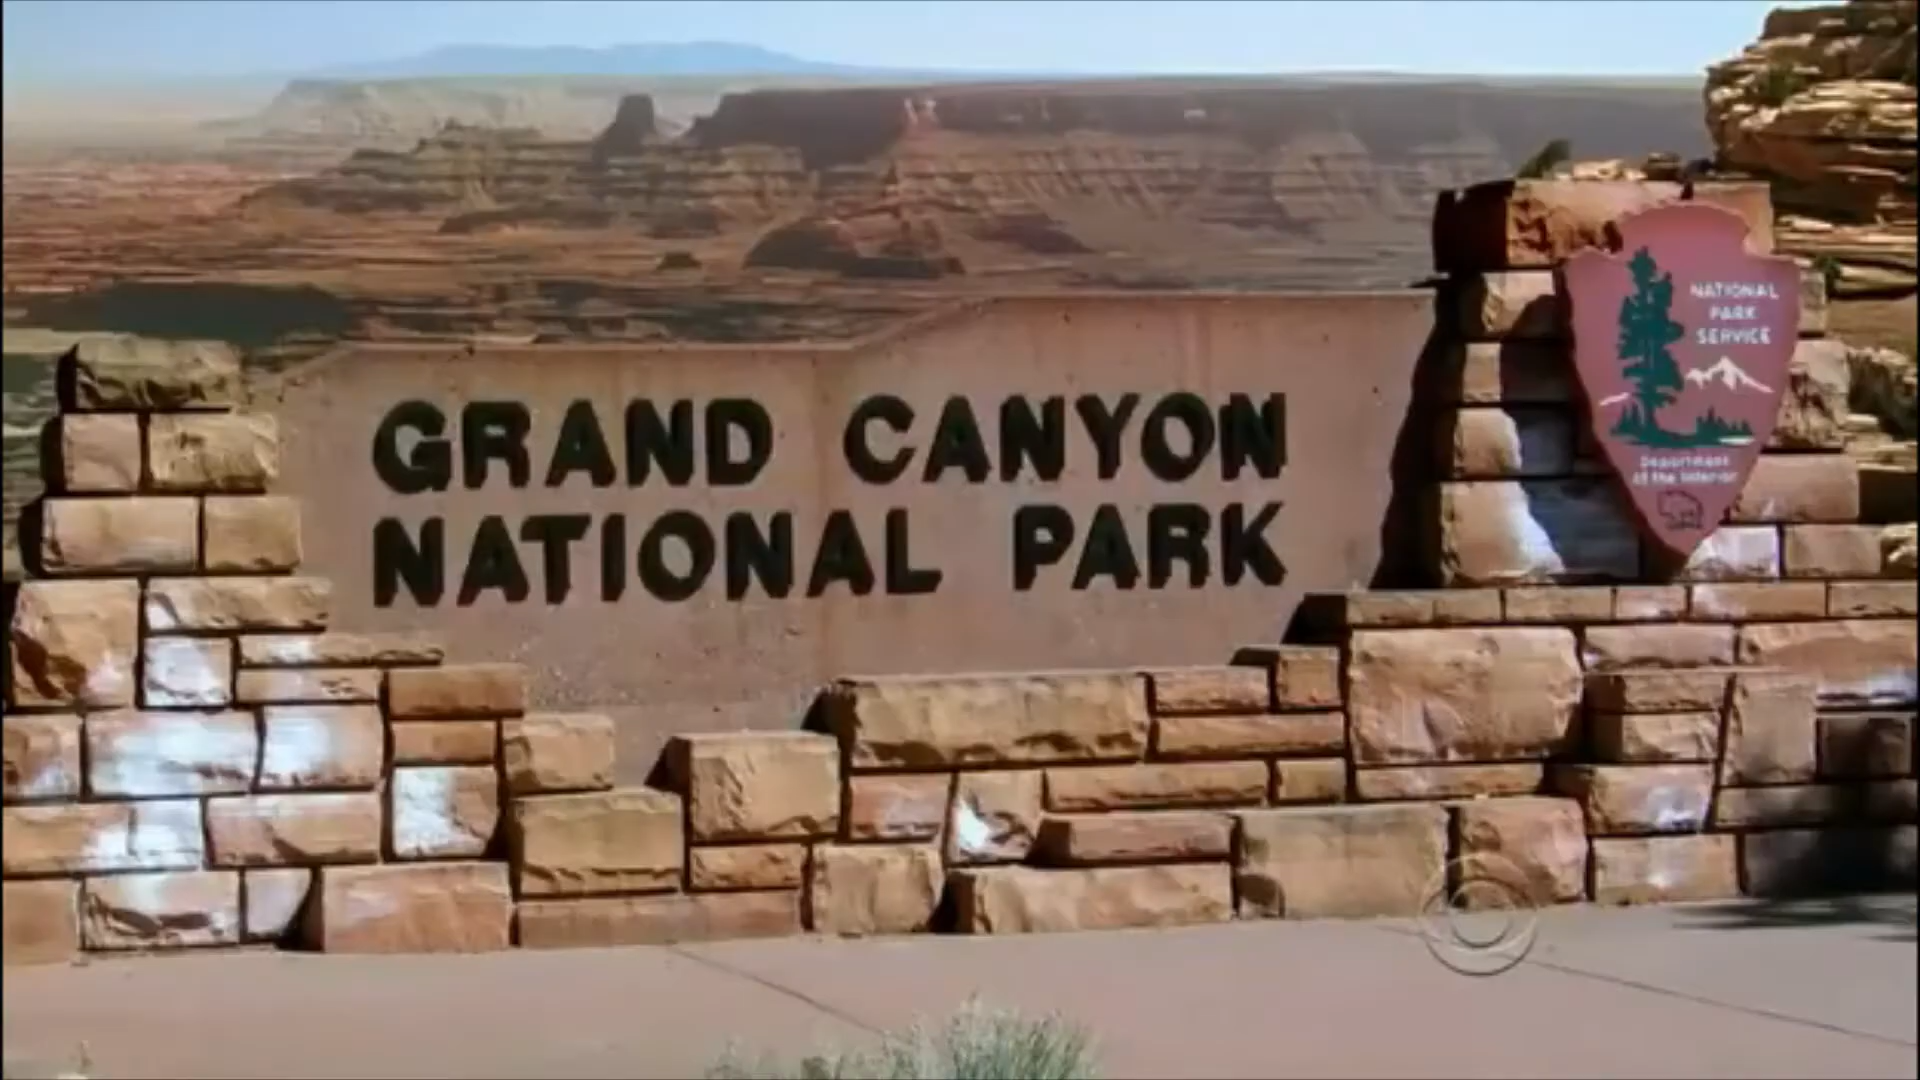 GRAND CANYON
NATIONAL PARK
NATIONAL
PARK
SERVICE
Department
of the Interior